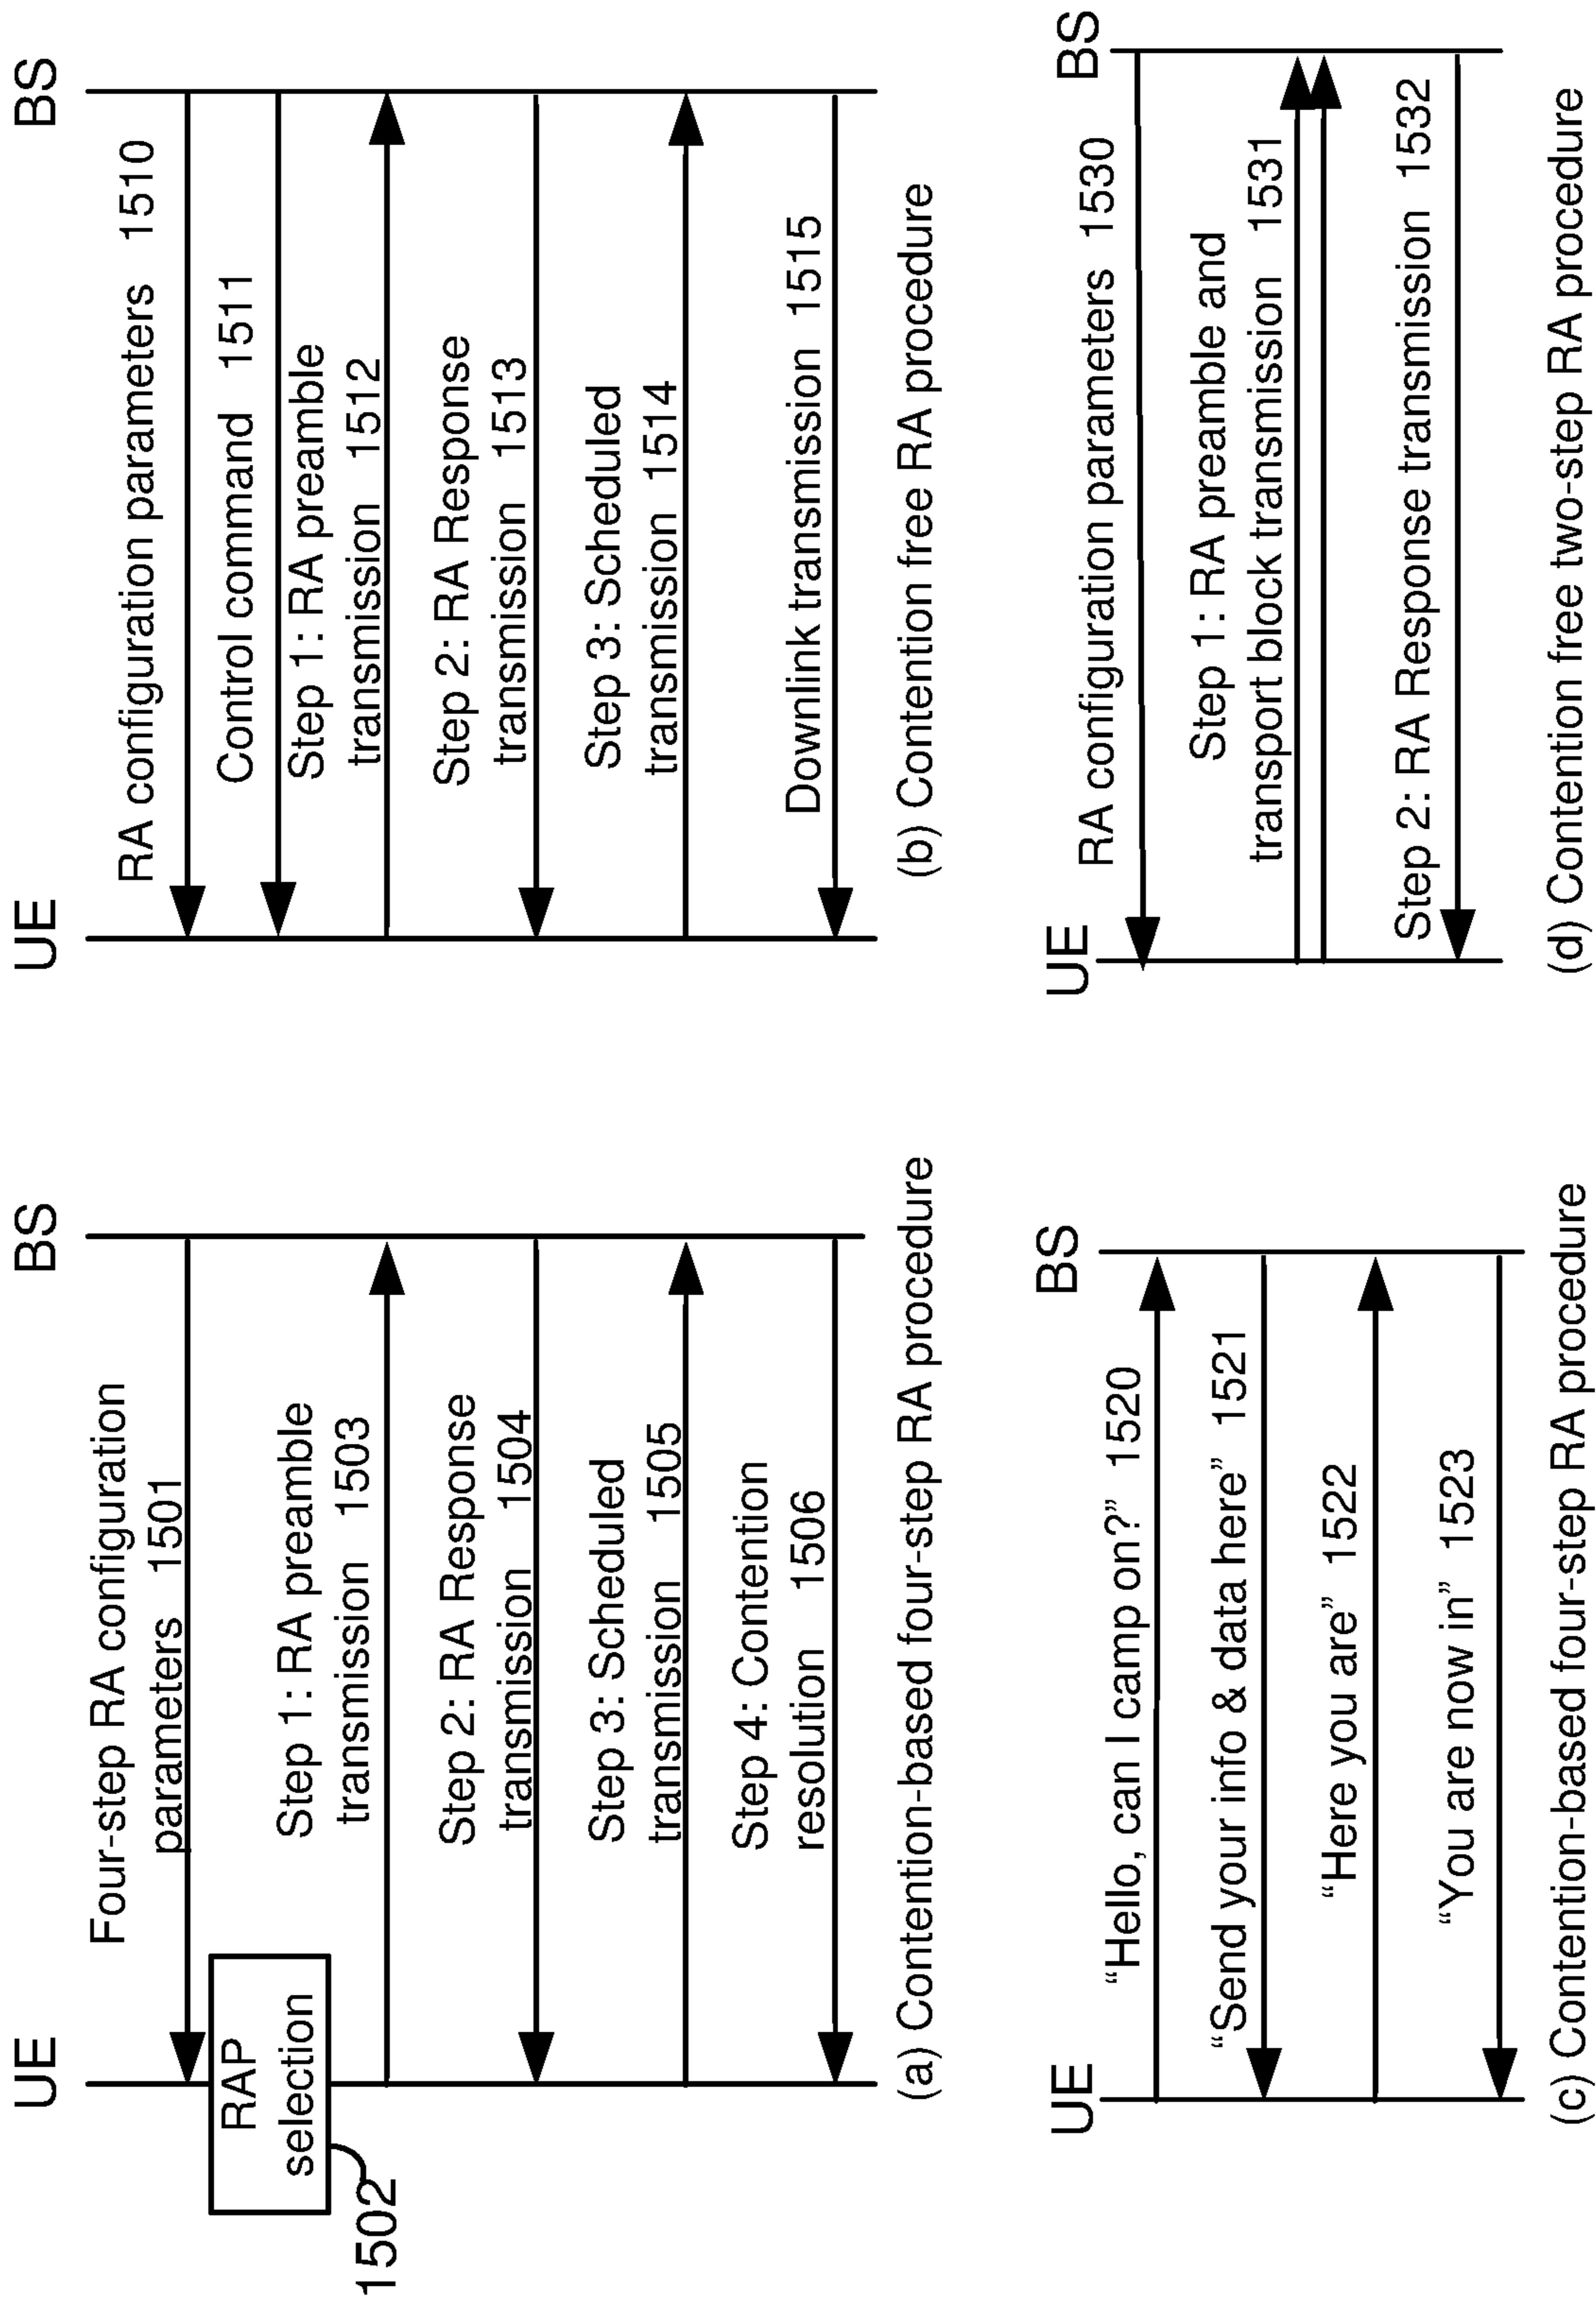 UE
BS
Four-step RA configuration
parameters 1501
RAP
selection
1502
Step 1: RA preamble
transmission 1503
Step 2: RA Response
transmission 1504
Step 3: Scheduled
transmission 1505
Step 4: Contention
resolution 1506
(a) Contention-based four-step RA procedure
UE
BS
RA configuration parameters 1510
Control command 1511
Step 1: RA preamble
transmission 1512
Step 2: RA Response
transmission 1513
Step 3: Scheduled
transmission 1514
Downlink transmission 1515
(b) Contention free RA procedure
UE
BS
“Hello, can I camp on?” 1520
“Send your info & data here” 1521
“Here you are” 1522
“You are now in” 1523
(c) Contention-based four-step RA procedure
UE
BS
RA configuration parameters 1530
Step 1: RA preamble and
transport block transmission 1531
Step 2: RA Response transmission 1532
(d) Contention free two-step RA procedure